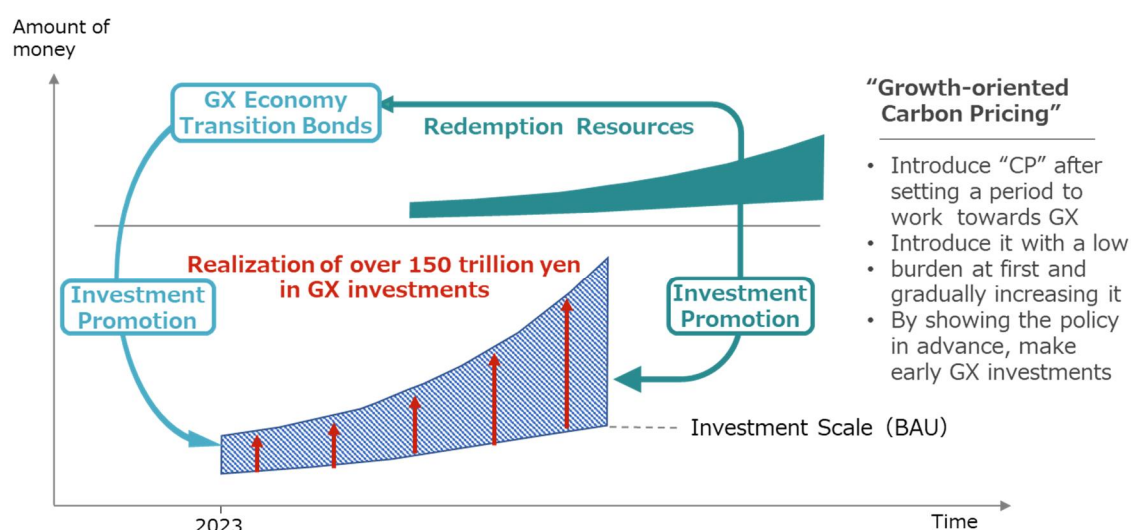 Amount of
money
GX Economy
Transition Bonds
Redemption Resources
Realization of over 150 trillion yen
in GX investments
Investment
Promotion
Investment
Promotion
Investment Scale（BAU）
2023
Time
“Growth-oriented
Carbon Pricing”
• Introduce “CP” after
setting a period to
work towards GX
• Introduce it with a low
• burden at first and
gradually increasing it
• By showing the policy
in advance, make
early GX investments